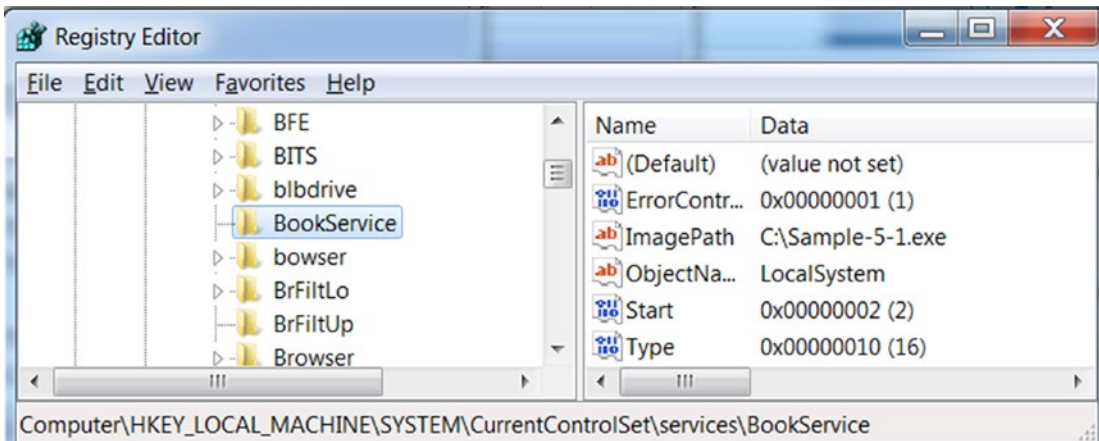 Registry Editor
File Edit View Favorites Help
BFE
BITS
blbdrive
BookService
bowser
BrFiltLo
BrFiltUp
Browser
Name Data
(Default) (value not set)
ErrorContr... 0x00000001 (1)
ImagePath C:\Sample-5-1.exe
ObjectNa... LocalSystem
Start 0x00000002 (2)
Type 0x00000010 (16)
Computer\HKEY_LOCAL_MACHINE\SYSTEM\CurrentControlSet\services\BookService